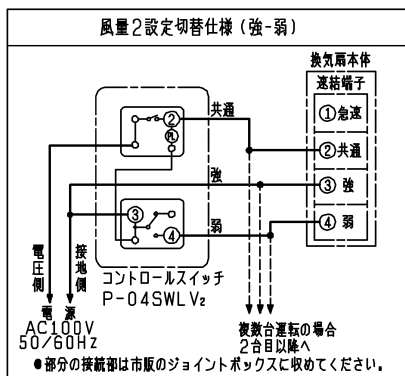 風量2設定切替仕様(強-弱)
換気扇本体
速結端子
①急速
②共通
③ 強
④ 弱
共通
②
PL
強
③
④
弱
電圧側
接地側
コントロールスイッチ
P-04SWLV₂
電 源
AC100V
50/60Hz
複数台運転の場合
2台目以降へ
●部分の接続部は市販のジョイントボックスに収めてください。